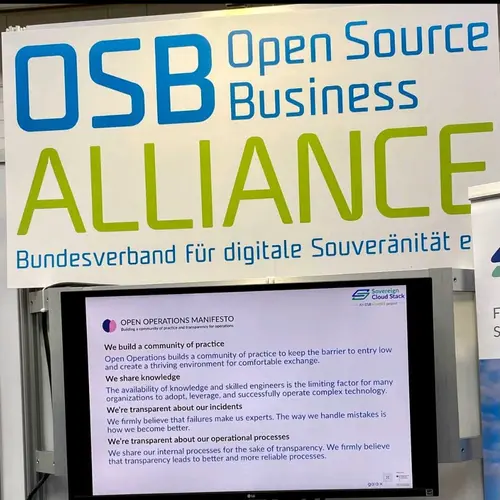 OSB Open Source
Business
ALLIANCE
Bundesverband für digitale Souveränität e
Sovereign
Cloud Stack
OPEN OPERATIONS MANIFESTO
Building a community of practice and transparency for operations
We build a community of practice
Open Operations builds a community of practice to keep the barrier to entry low
and create a thriving environment for comfortable exchange.
We share knowledge
The availability of knowledge and skilled engineers is the limiting factor for many
organizations to adopt, leverage, and successfully operate complex technology.
We're transparent about our incidents
We firmly believe that failures make us experts. The way we handle mistakes is
how we become better.
We're transparent about our operational processes
We share our internal processes for the sake of transparency. We firmly believe
that transparency leads to better and more reliable processes.
LG
F
S